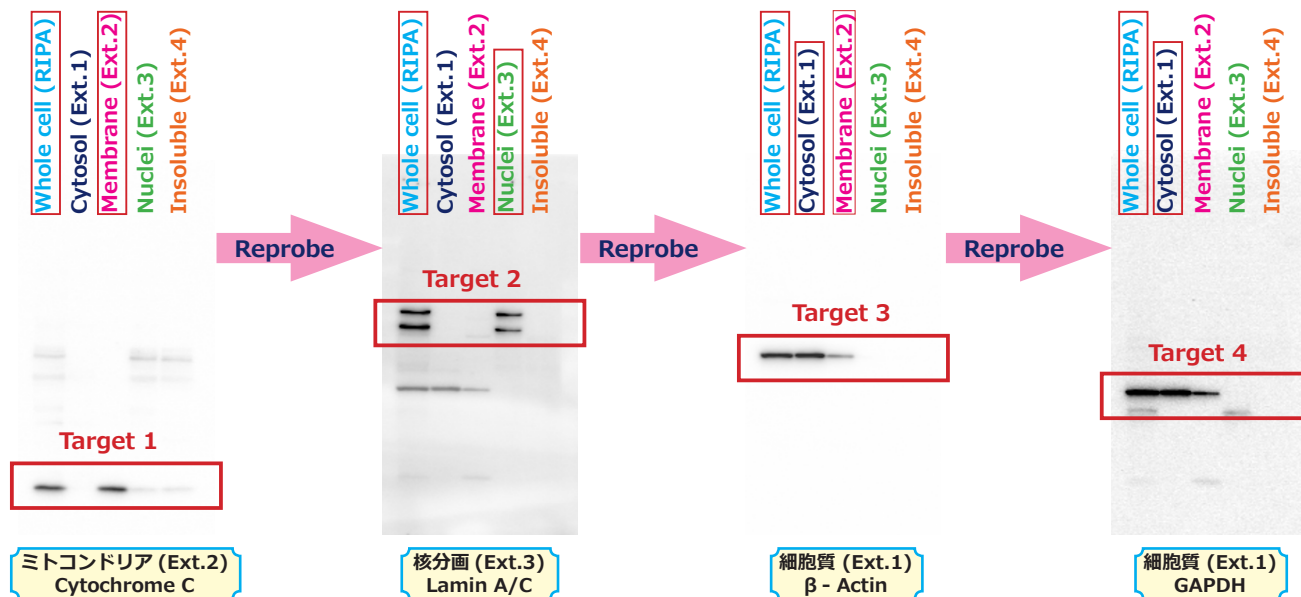 Whole cell (RIPA)
Cytosol (Ext.1)
Membrane (Ext.2)
Nuclei (Ext.3)
Insoluble (Ext.4)
Target 1
ミトコンドリア (Ext.2)
Cytochrome C
Reprobe
Whole cell (RIPA)
Cytosol (Ext.1)
Membrane (Ext.2)
Nuclei (Ext.3)
Insoluble (Ext.4)
Target 2
核分画 (Ext.3)
Lamin A/C
Reprobe
Whole cell (RIPA)
Cytosol (Ext.1)
Membrane (Ext.2)
Nuclei (Ext.3)
Insoluble (Ext.4)
Target 3
細胞質 (Ext.1)
β - Actin
Reprobe
Whole cell (RIPA)
Cytosol (Ext.1)
Membrane (Ext.2)
Nuclei (Ext.3)
Insoluble (Ext.4)
Target 4
細胞質 (Ext.1)
GAPDH